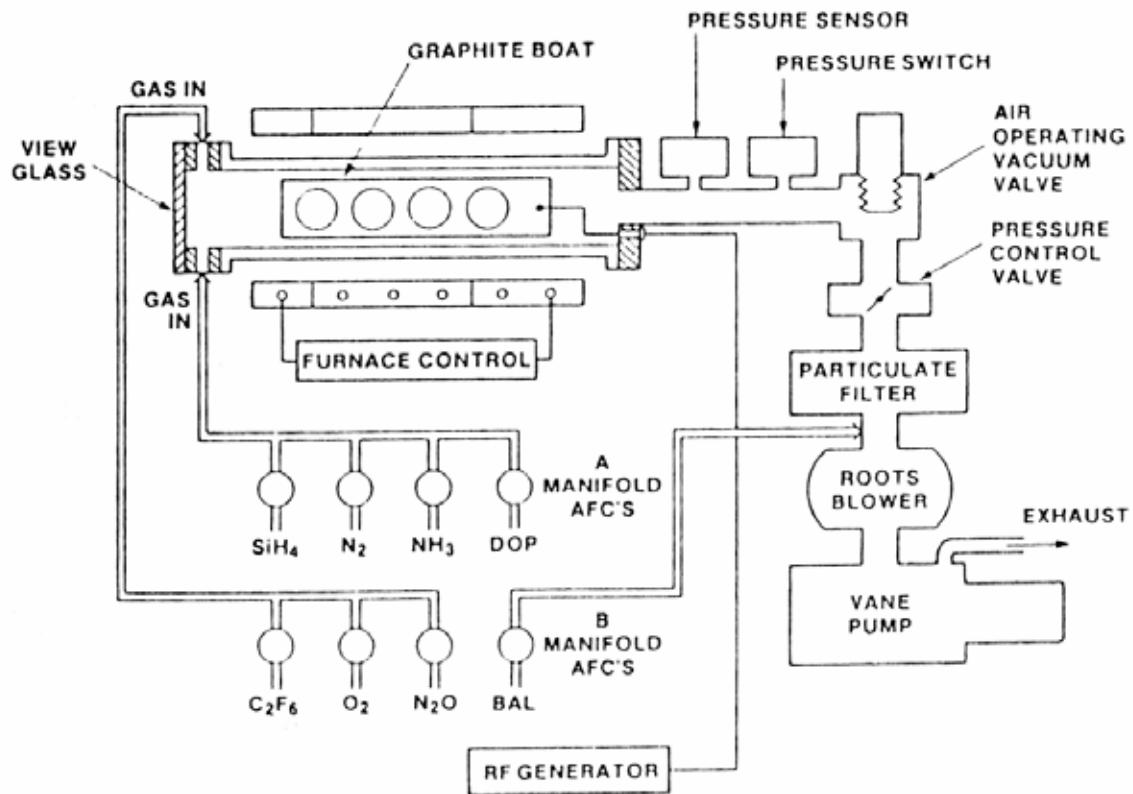 PRESSURE SENSOR
GRAPHITE BOAT
PRESSURE SWITCH
GAS IN
AIR
OPERATING
VACUUM
VALVE
VIEW
GLASS
PRESSURE
CONTROL
VALVE
GAS
IN
FURNACE CONTROL
PARTICULATE
FILTER
A
MANIFOLD
AFC'S
ROOTS
BLOWER
SiH₄
N₂
NH₃
DOP
EXHAUST
B
MANIFOLD
AFC'S
VANE
PUMP
C₂F₆
O₂
N₂O
BAL
RF GENERATOR